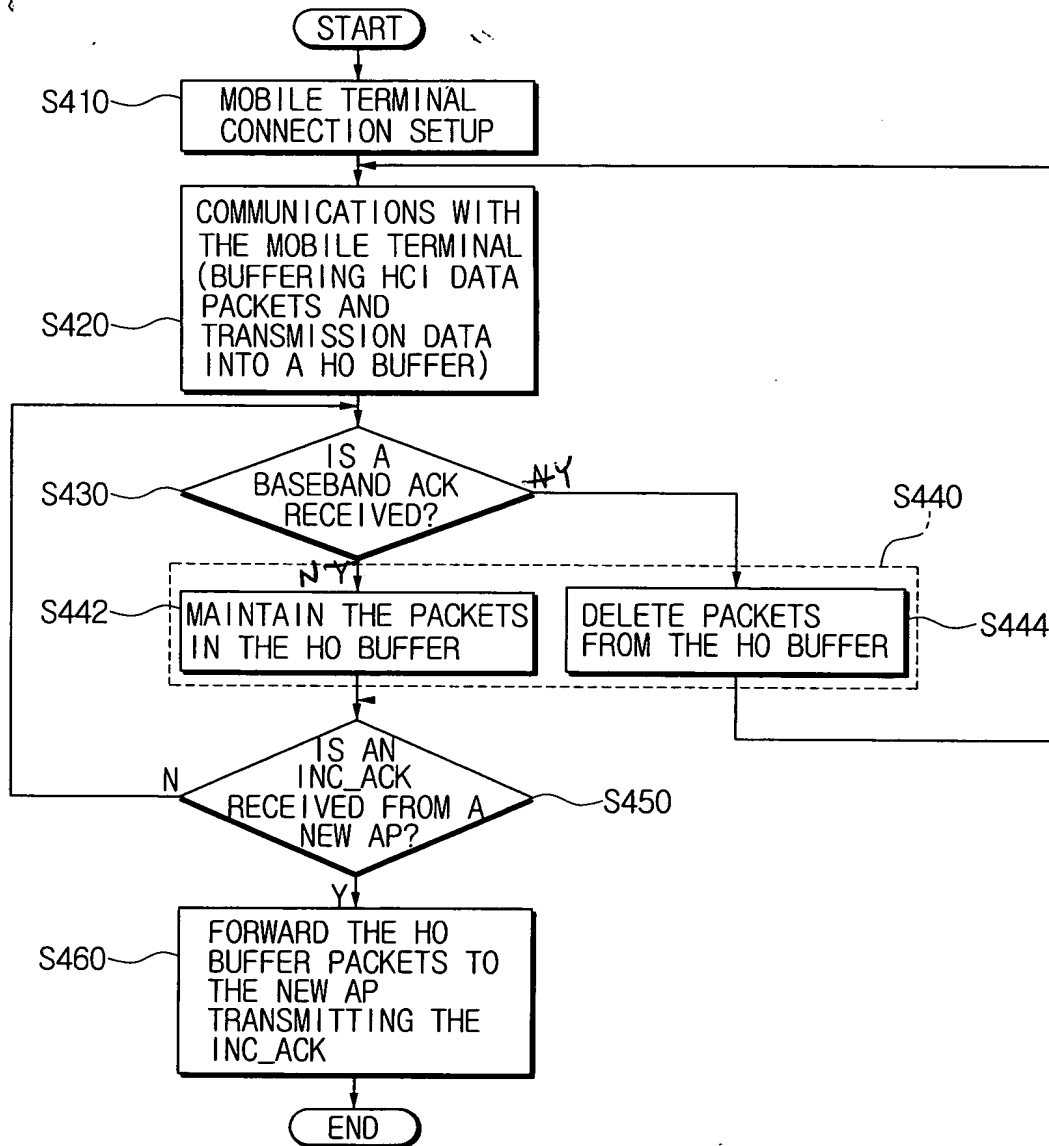 START
S410
MOBILE TERMINAL
CONNECTION SETUP
S420
COMMUNICATIONS WITH
THE MOBILE TERMINAL
(BUFFERING HCI DATA
PACKETS AND
TRANSMISSION DATA
INTO A HO BUFFER)
S430
IS A
BASEBAND ACK
RECEIVED?
N Y
S440
N Y
S442
MAINTAIN THE PACKETS
IN THE HO BUFFER
DELETE PACKETS
FROM THE HO BUFFER
S444
IS AN
INC_ACK
RECEIVED FROM A
NEW AP?
N
S450
Y
S460
FORWARD THE HO
BUFFER PACKETS TO
THE NEW AP
TRANSMITTING THE
INC_ACK
END